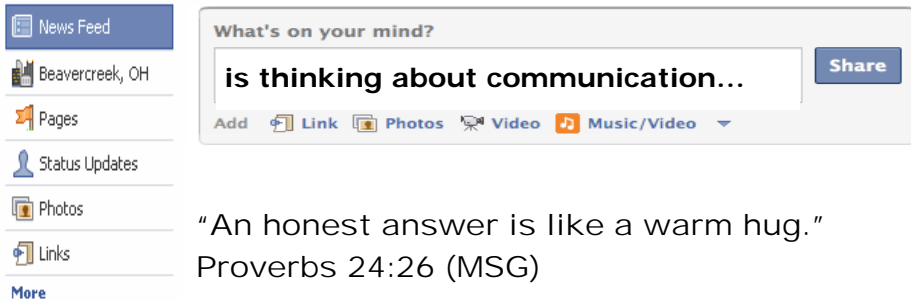 News Feed
Beavercreek, OH
Pages
Status Updates
Photos
Links
More
What's on your mind?
is thinking about communication...
Share
Add Link Photos Video Music/Video
"An honest answer is like a warm hug."
Proverbs 24:26 (MSG)